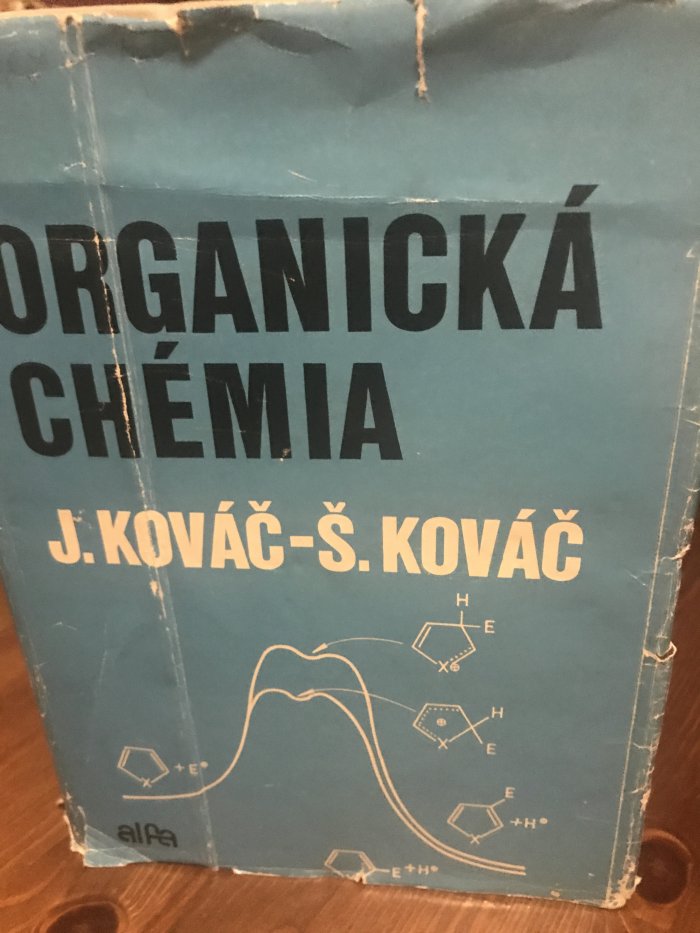 ORGANICKÁ
CHÉMIA
J. KOVÁČ-Š. KOVÁČ
H
E
X⊕
⊕
H
X
E
X
+E⊕
E
X
+H⊕
E+H⊕
alfa